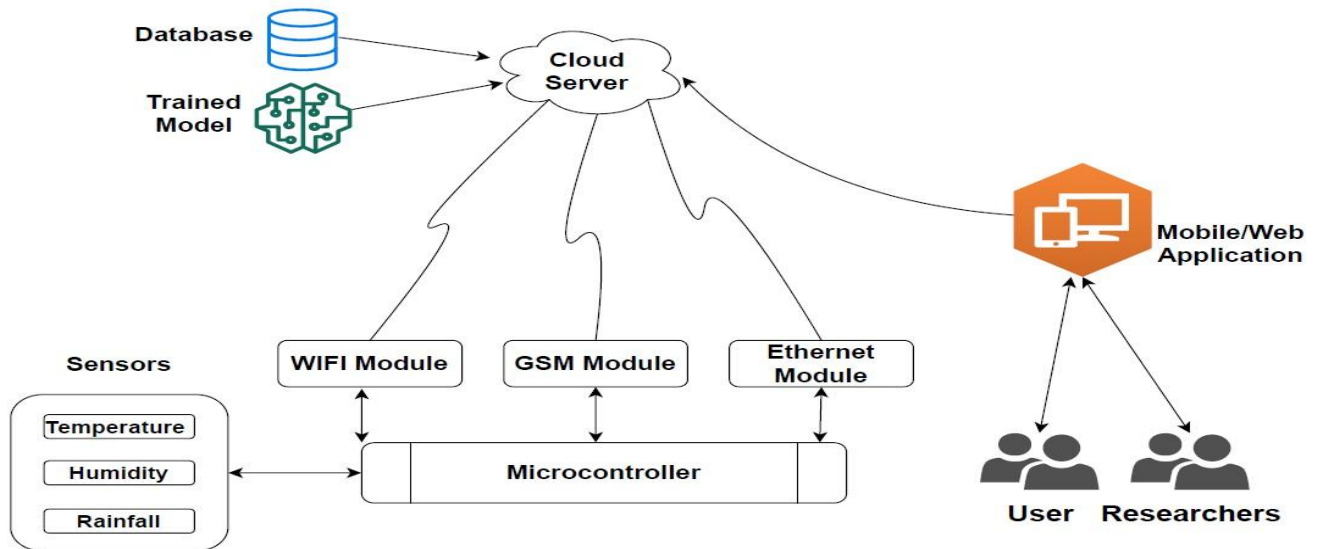 Database
Trained
Model
Cloud
Server
Mobile/Web
Application
WIFI Module
GSM Module
Ethernet
Module
Sensors
Temperature
Humidity
Rainfall
Microcontroller
User
Researchers